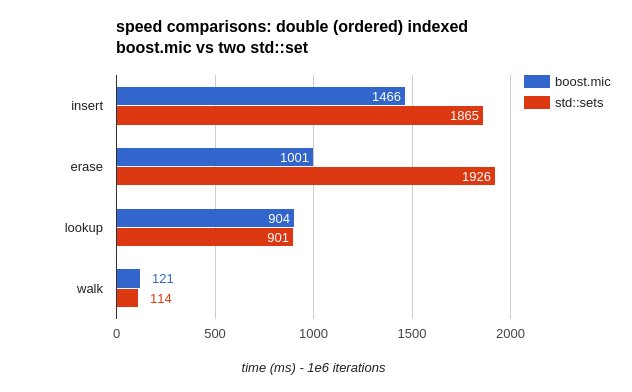 speed comparisons: double (ordered) indexed
boost.mic vs two std::set
boost.mic
std::sets
insert
1466
1865
erase
1001
1926
lookup
904
901
walk
121
114
0 500 1000 1500 2000
time (ms) - 1e6 iterations